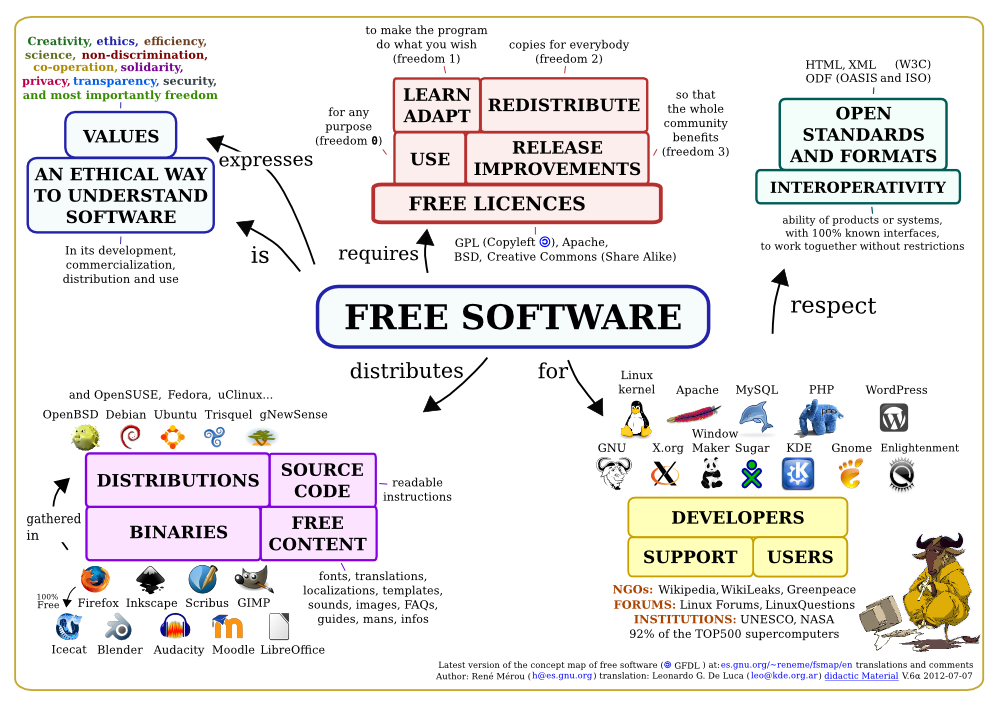 Creativity, ethics, efficiency,
science, non-discrimination,
co-operation, solidarity,
privacy, transparency, security,
and most importantly freedom
VALUES
AN ETHICAL WAY
TO UNDERSTAND
SOFTWARE
In its development,
commercialization,
distribution and use
expresses
is
to make the program
do what you wish
(freedom 1)
copies for everybody
(freedom 2)
for any
purpose
(freedom 0)
so that
the whole
community
benefits
(freedom 3)
LEARN
ADAPT
REDISTRIBUTE
USE
RELEASE
IMPROVEMENTS
FREE LICENCES
requires
GPL (Copyleft ), Apache,
BSD, Creative Commons (Share Alike)
HTML, XML (W3C)
ODF (OASIS and ISO)
OPEN
STANDARDS
AND FORMATS
INTEROPERATIVITY
ability of products or systems,
with 100% known interfaces,
to work toguether without restrictions
respect
FREE SOFTWARE
distributes
for
and OpenSUSE, Fedora, uClinux...
OpenBSD Debian Ubuntu Trisquel gNewSense
DISTRIBUTIONS
SOURCE
CODE
BINARIES
FREE
CONTENT
readable
instructions
gathered
in
fonts, translations,
localizations, templates,
sounds, images, FAQs,
guides, mans, infos
100%
Free
Firefox Inkscape Scribus GIMP
Icecat Blender Audacity Moodle LibreOffice
Linux
kernel
Apache MySQL PHP WordPress
php
GNU X.org Window
Maker Sugar KDE Gnome Enlightenment
DEVELOPERS
SUPPORT
USERS
NGOs: Wikipedia, WikiLeaks, Greenpeace
FORUMS: Linux Forums, LinuxQuestions
INSTITUTIONS: UNESCO, NASA
92% of the TOP500 supercomputers
Latest version of the concept map of free software ( GFDL ) at: es.gnu.org/~reneme/fsmap/en translations and comments
Author: René Mérou (h@es.gnu.org) translation: Leonardo G. De Luca (leo@kde.org.ar) didactic Material V.6α 2012-07-07